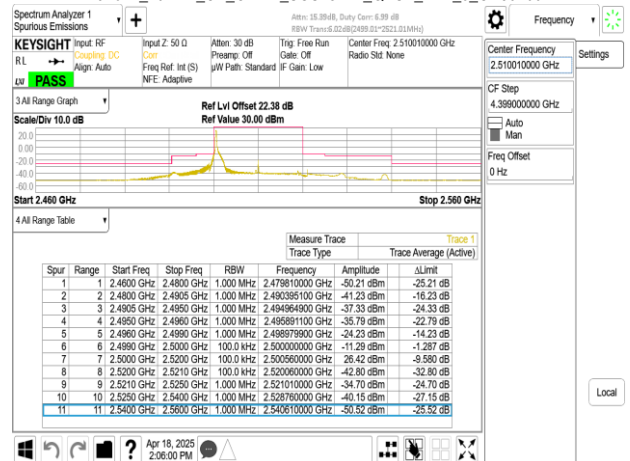 Spectrum Analyzer 1
Spurious Emissions
Attn: 15.39dB, Duty Corr: 6.99 dB
RBW Trans:6.02dB(2499.01~2521.01MHz)
Frequency
KEYSIGHT Input: RF Input Z: 50 Ω Atten: 30 dB Trig: Free Run Center Freq: 2.510010000 GHz
RL Coupling: DC Corr Preamp: Off Gate: Off Radio Std: None
Align: Auto Freq Ref: Int (S) µW Path: Standard IF Gain: Low
PASS NFE: Adaptive
Center Frequency
2.510010000 GHz
Settings
CF Step
4.399000000 GHz
Auto
Man
Freq Offset
0 Hz
Local
3 All Range Graph
Ref Lvl Offset 22.38 dB
Scale/Div 10.0 dB Ref Value 30.00 dBm
20.0
0.00
-20.0
-40.0
-60.0
Start 2.460 GHz Stop 2.560 GHz
4 All Range Table
Measure Trace Trace 1
Trace Type Trace Average (Active)
Spur Range Start Freq Stop Freq RBW Frequency Amplitude ΔLimit
1 1 2.4600 GHz 2.4800 GHz 1.000 MHz 2.479810000 GHz -50.21 dBm -25.21 dB
2 2 2.4800 GHz 2.4905 GHz 1.000 MHz 2.490395100 GHz -41.23 dBm -16.23 dB
3 3 2.4905 GHz 2.4950 GHz 1.000 MHz 2.494964900 GHz -37.33 dBm -24.33 dB
4 4 2.4950 GHz 2.4960 GHz 1.000 MHz 2.495891100 GHz -35.79 dBm -22.79 dB
5 5 2.4960 GHz 2.4990 GHz 1.000 MHz 2.498979900 GHz -24.23 dBm -14.23 dB
6 6 2.4990 GHz 2.5000 GHz 100.0 kHz 2.500000000 GHz -11.29 dBm -1.287 dB
7 7 2.5000 GHz 2.5200 GHz 100.0 kHz 2.500560000 GHz 26.42 dBm -9.580 dB
8 8 2.5200 GHz 2.5210 GHz 100.0 kHz 2.520060000 GHz -42.80 dBm -32.80 dB
9 9 2.5210 GHz 2.5250 GHz 1.000 MHz 2.521010000 GHz -34.70 dBm -24.70 dB
10 10 2.5250 GHz 2.5400 GHz 1.000 MHz 2.528760000 GHz -40.15 dBm -27.15 dB
11 11 2.5400 GHz 2.5600 GHz 1.000 MHz 2.540610000 GHz -50.52 dBm -25.52 dB
Apr 18, 2025
2:06:00 PM